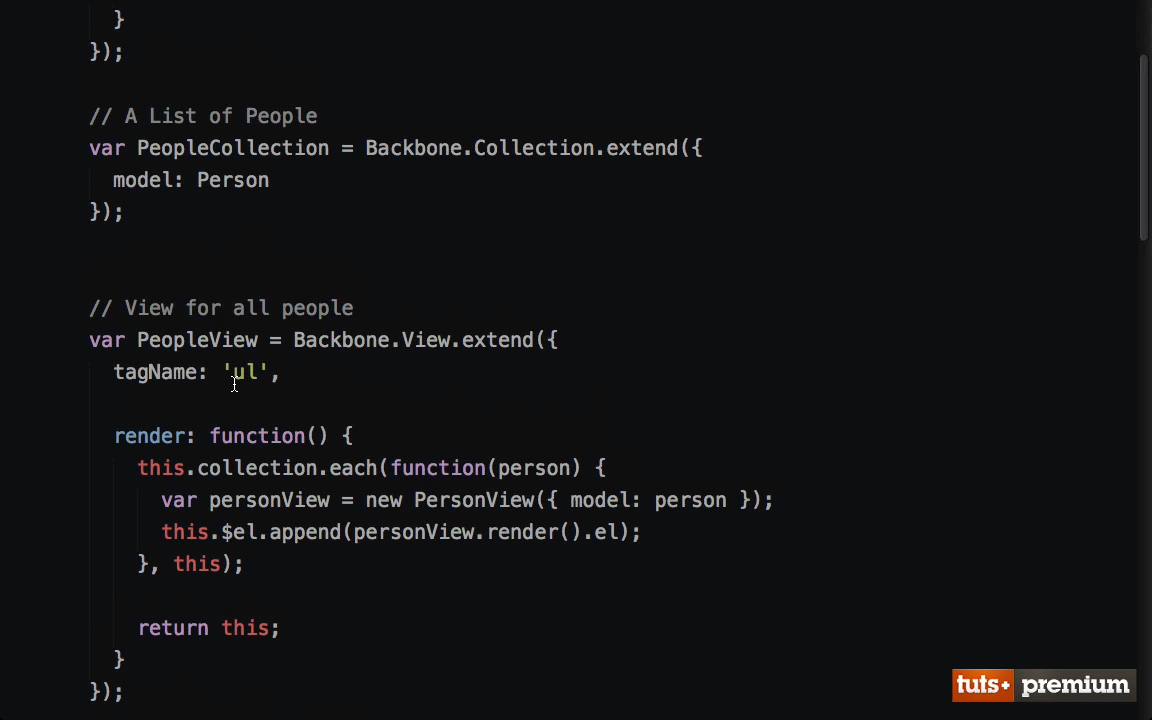 }
});
// A List of People
var PeopleCollection = Backbone.Collection.extend({
model: Person
});
// View for all people
var PeopleView = Backbone.View.extend({
tagName: 'ul',
render: function() {
this.collection.each(function(person) {
var personView = new PersonView({ model: person });
this.$el.append(personView.render().el);
}, this);
return this;
}
});
tuts+ premium